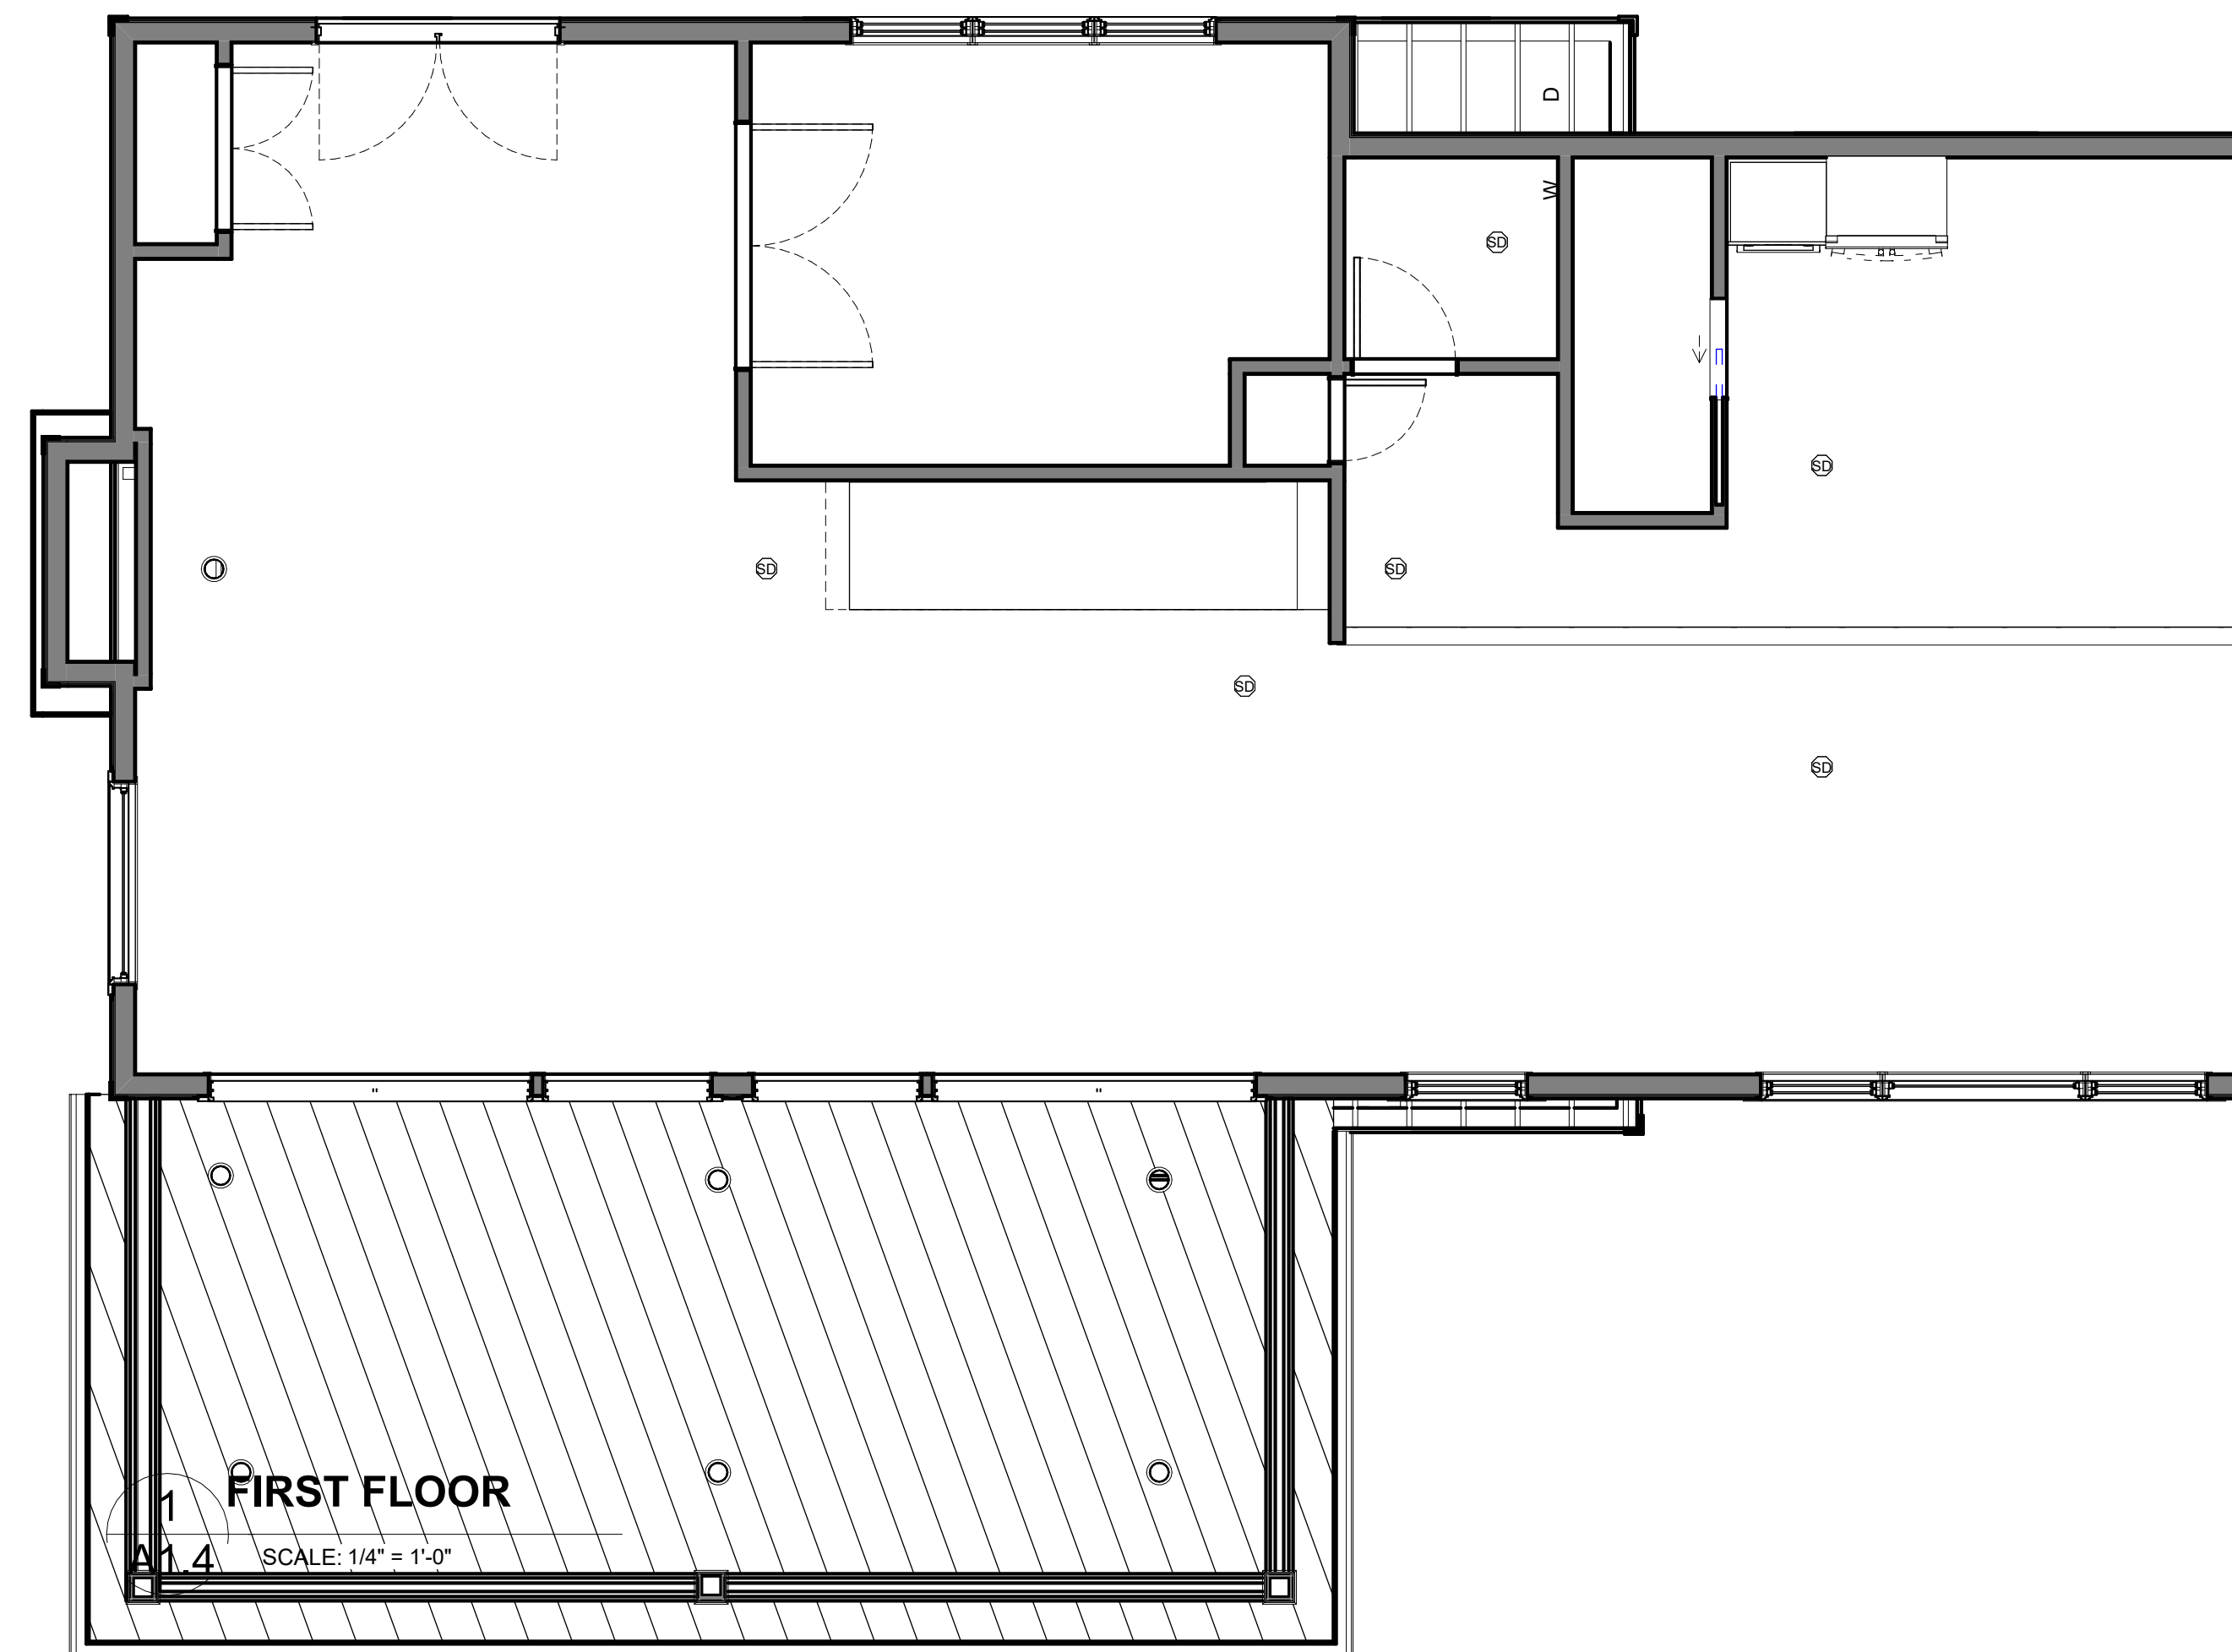 D
W
SD
SD
SD
SD
SD
SD
"
"
1
FIRST FLOOR
A1.4
SCALE: 1/4" = 1'-0"